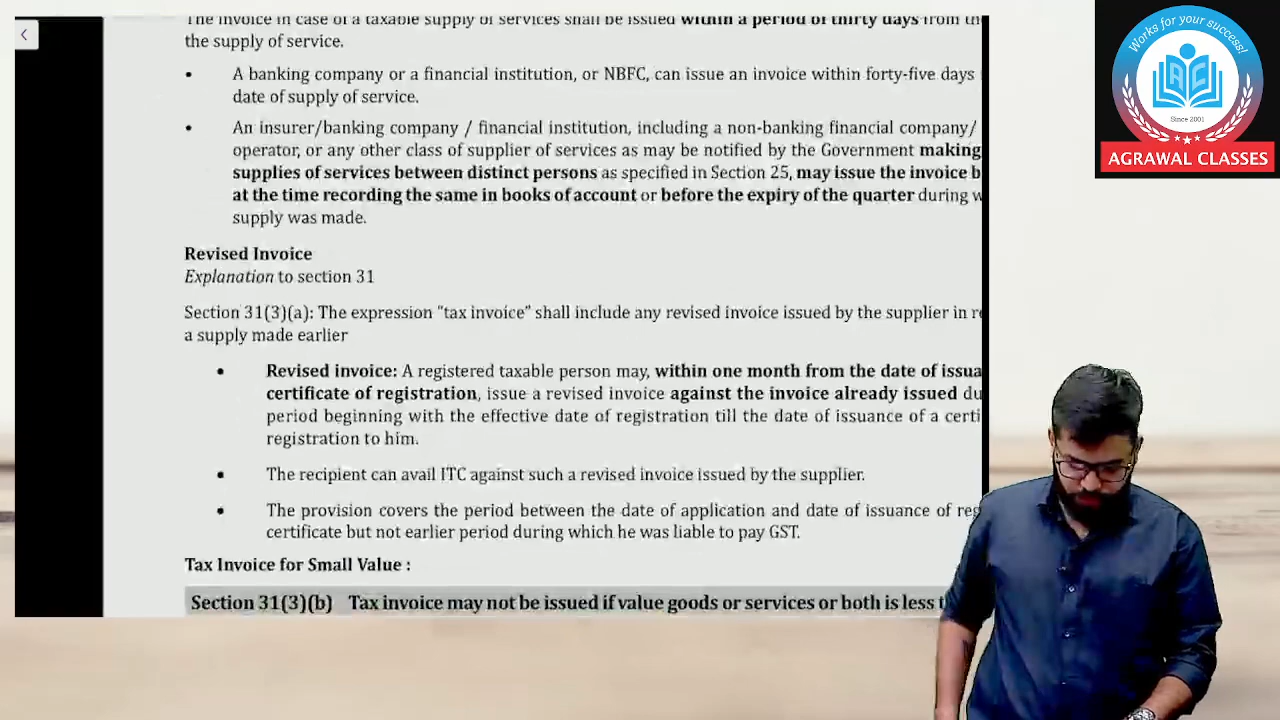 The invoice in case of a taxable supply of services shall be issued within a period of thirty days from
the supply of service.
• A banking company or a financial institution, or NBFC, can issue an invoice within forty-five days
date of supply of service.
• An insurer/banking company / financial institution, including a non-banking financial company/
operator, or any other class of supplier of services as may be notified by the Government making
supplies of services between distinct persons as specified in Section 25, may issue the invoice b
at the time recording the same in books of account or before the expiry of the quarter during w
supply was made.
Revised Invoice
Explanation to section 31
Section 31(3)(a): The expression “tax invoice” shall include any revised invoice issued by the supplier in re
a supply made earlier
• Revised invoice: A registered taxable person may, within one month from the date of issua
certificate of registration, issue a revised invoice against the invoice already issued du
period beginning with the effective date of registration till the date of issuance of a certi
registration to him.
• The recipient can avail ITC against such a revised invoice issued by the supplier.
• The provision covers the period between the date of application and date of issuance of reg
certificate but not earlier period during which he was liable to pay GST.
Tax Invoice for Small Value :
Section 31(3)(b) Tax invoice may not be issued if value goods or services or both is less t
Works for your success!
AC
Since 2001
AGRAWAL CLASSES